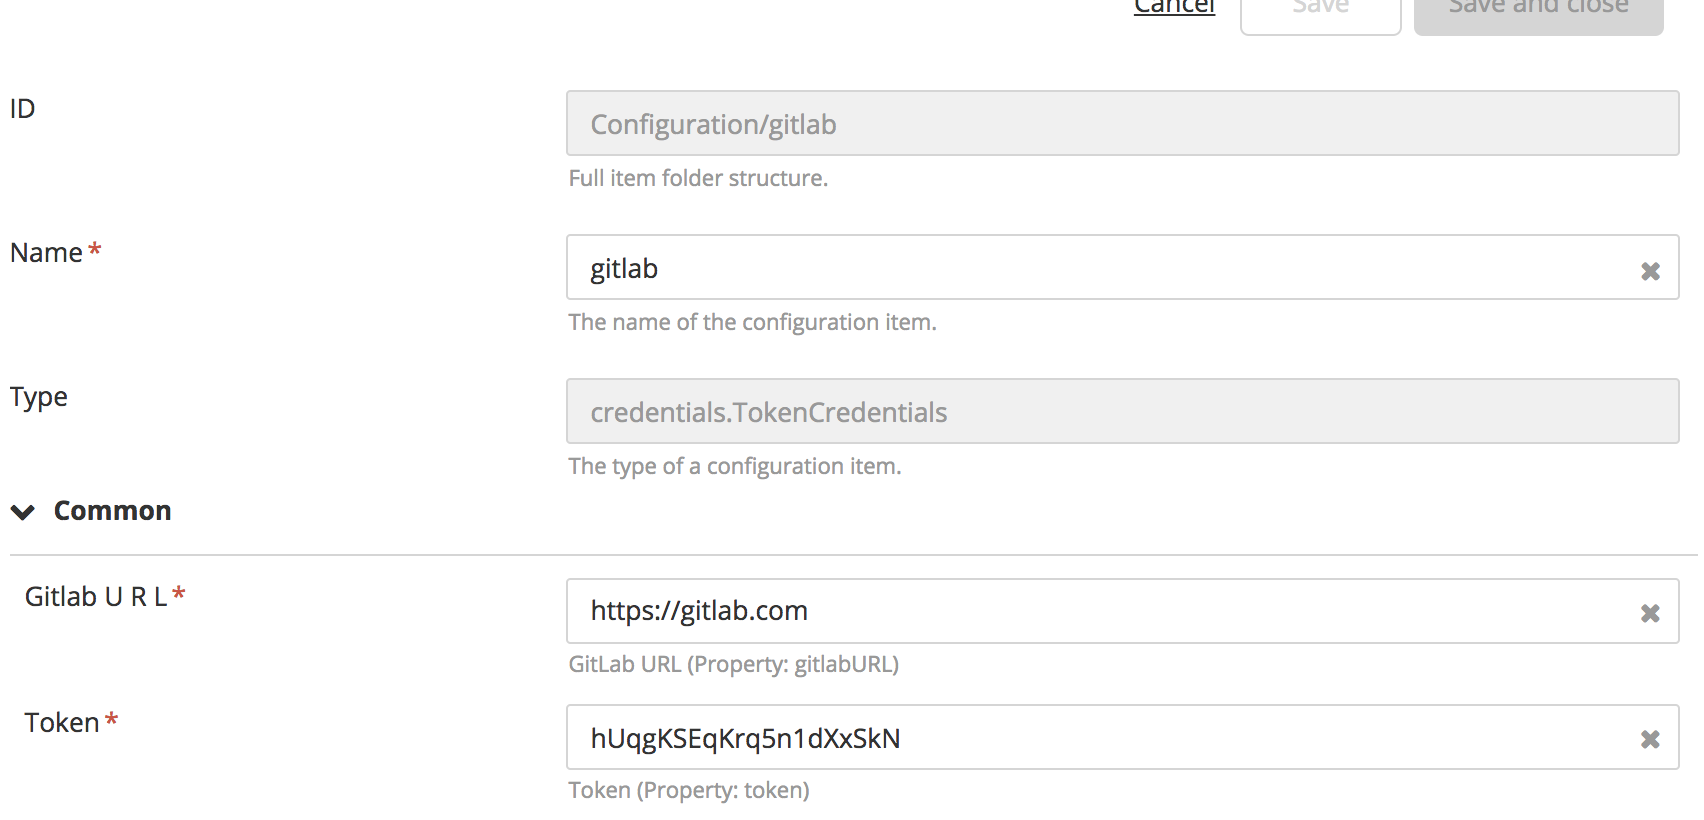 Cancel Save Save and close
ID
Configuration/gitlab
Full item folder structure.
Name*
gitlab
The name of the configuration item.
Type
credentials.TokenCredentials
The type of a configuration item.
Common
Gitlab U R L*
https://gitlab.com
GitLab URL (Property: gitlabURL)
Token*
hUqgKSEqKrq5n1dXxSkN
Token (Property: token)